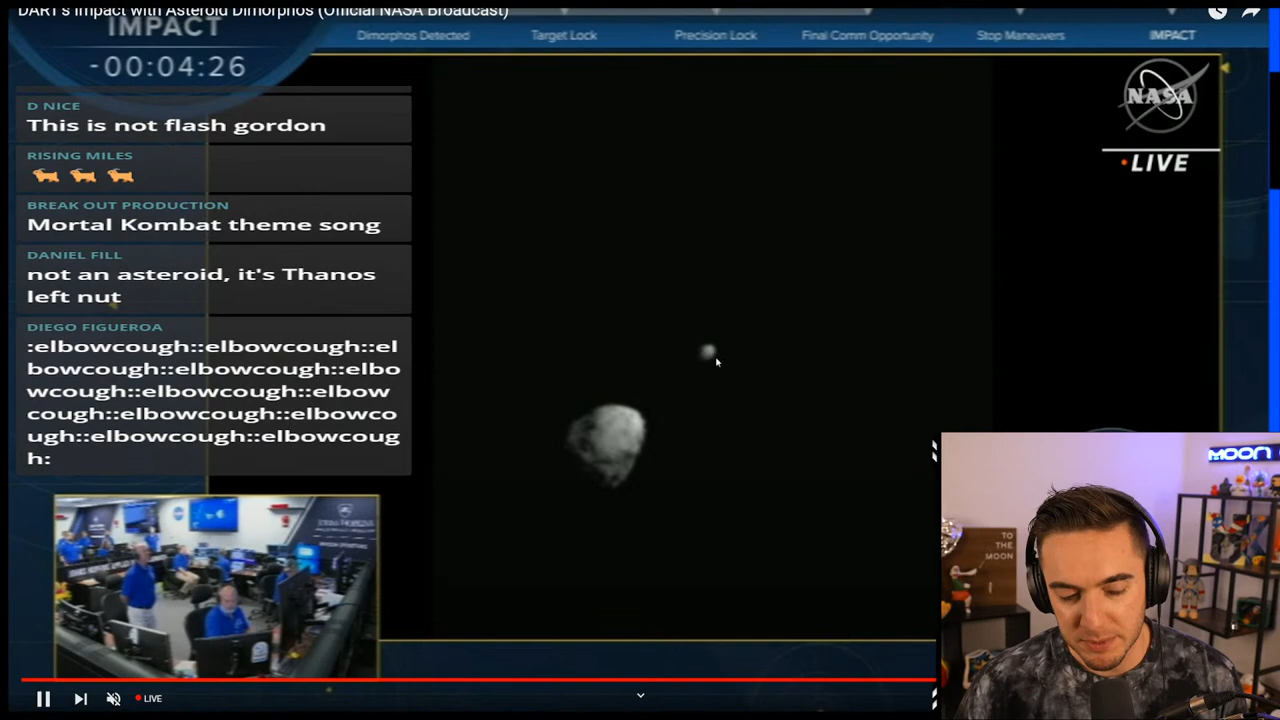 DART's Impact with Asteroid Dimorphos (Official NASA Broadcast)
IMPACT
-00:04:26
Dimorphos Detected
Target Lock
Precision Lock
Final Comm Opportunity
Stop Maneuvers
IMPACT
NASA
LIVE
D NICE
This is not flash gordon
RISING MILES
BREAK OUT PRODUCTION
Mortal Kombat theme song
DANIEL FILL
not an asteroid, it's Thanos
left nut
DIEGO FIGUEROA
:elbowcough::elbowcough::el
bowcough::elbowcough::elbo
wcough::elbowcough::elbow
cough::elbowcough::elbowco
ugh::elbowcough::elbowcoug
h:
JOHNS HOPKINS
MOON
TO
THE
MOON
LIVE